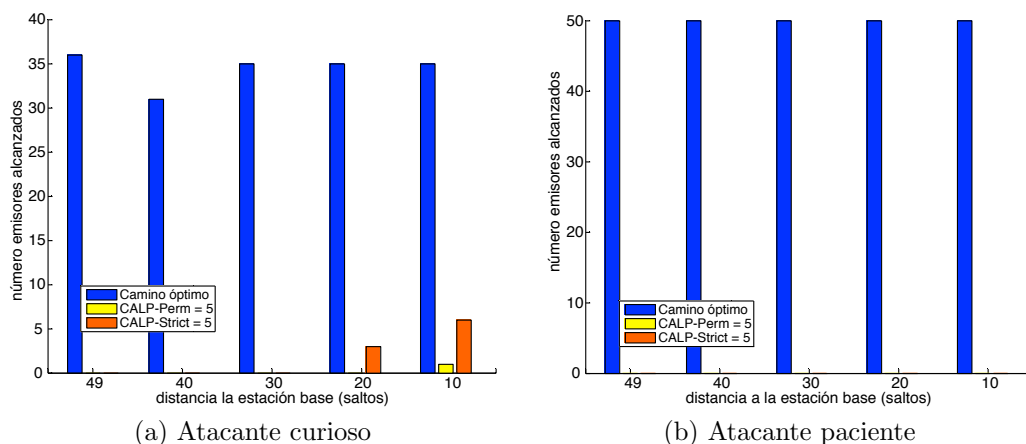 40
35
30
25
20
15
10
5
0
número emisores alcanzados
Camino óptimo
CALP-Perm = 5
CALP-Strict = 5
49 40 30 20 10
distancia la estación base (saltos)
(a) Atacante curioso
50
40
30
20
10
0
número emisores alcanzados
Camino óptimo
CALP-Perm = 5
CALP-Strict = 5
49 40 30 20 10
distancia a la estación base (saltos)
(b) Atacante paciente